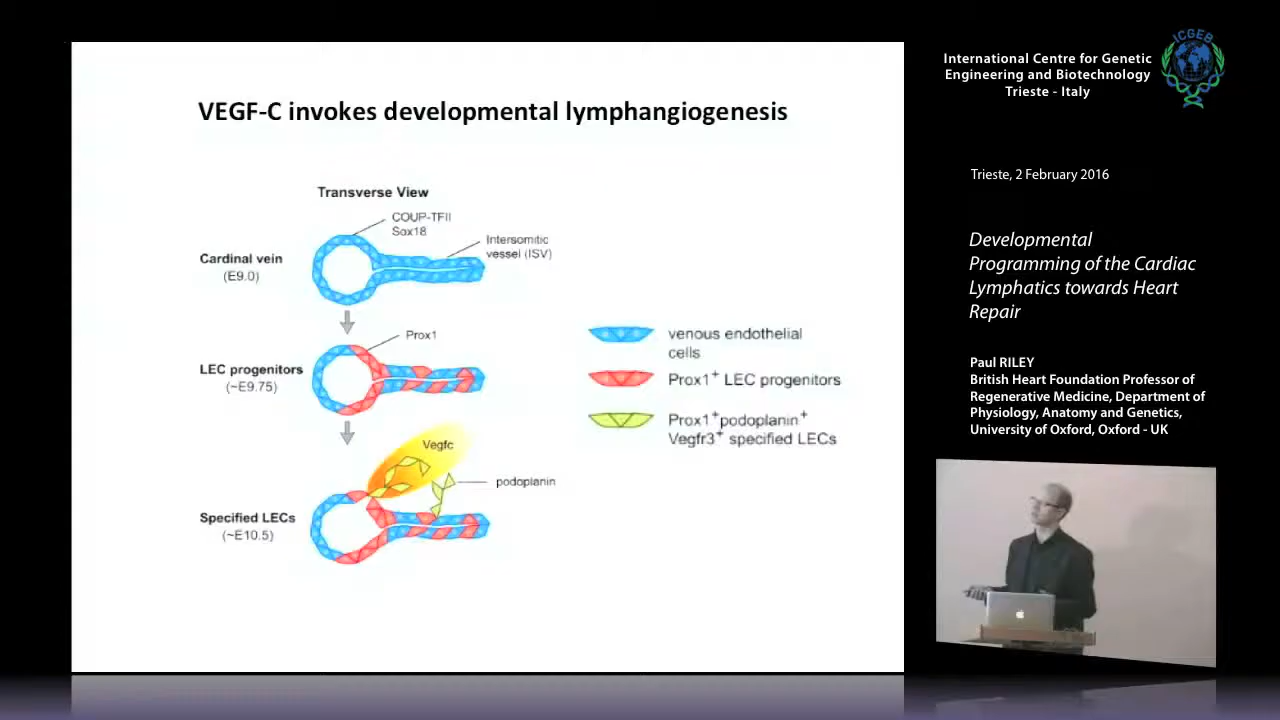 VEGF-C invokes developmental lymphangiogenesis
Transverse View
COUP-TFII
Sox18
Intersomitic
vessel (ISV)
Cardinal vein
(E9.0)
Prox1
LEC progenitors
(~E9.75)
Vegfc
podoplanin
Specified LECs
(~E10.5)
venous endothelial
cells
Prox1+ LEC progenitors
Prox1+podoplanin+
Vegfr3+ specified LECs
International Centre for Genetic
Engineering and Biotechnology
Trieste - Italy
ICGEB
Trieste, 2 February 2016
Developmental
Programming of the Cardiac
Lymphatics towards Heart
Repair
Paul RILEY
British Heart Foundation Professor of
Regenerative Medicine, Department of
Physiology, Anatomy and Genetics,
University of Oxford, Oxford - UK